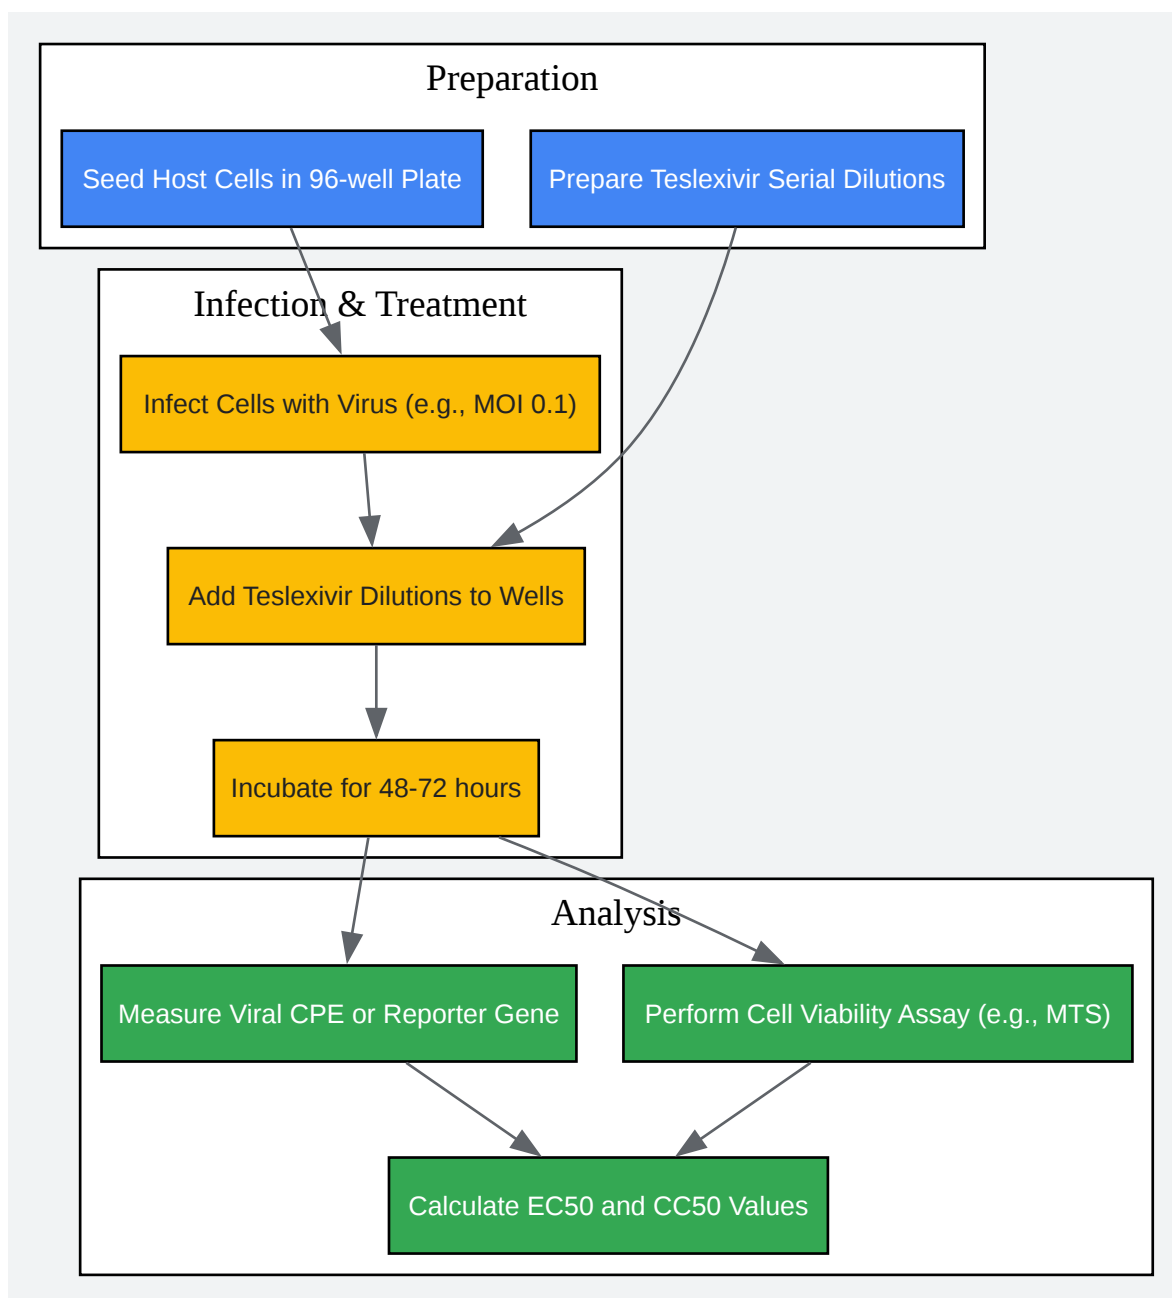 Preparation
Seed Host Cells in 96-well Plate
Prepare Teslexivir Serial Dilutions
Infection & Treatment
Infect Cells with Virus (e.g., MOI 0.1)
Add Teslexivir Dilutions to Wells
Incubate for 48-72 hours
Analysis
Measure Viral CPE or Reporter Gene
Perform Cell Viability Assay (e.g., MTS)
Calculate EC50 and CC50 Values